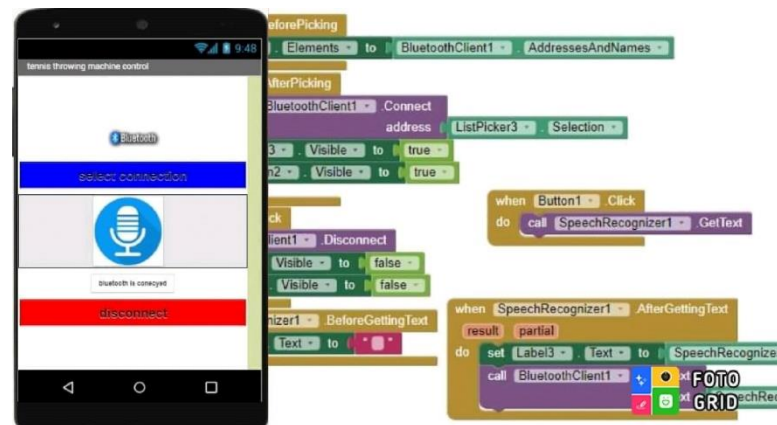 9:48
tennis throwing machine control
Bluetooth
select connection
bluetooth is conecyed
disconnect
eforePicking
. Elements to BluetoothClient1 . AddressesAndNames
AfterPicking
BluetoothClient1 .Connect
address ListPicker3 . Selection
3 . Visible to true
n2 . Visible to true
ck
lient1 .Disconnect
Visible to false
. Visible to false
nizer1 .BeforeGettingText
Text to " "
when Button1 .Click
do call SpeechRecognizer1 .GetText
when SpeechRecognizer1 .AfterGettingText
result partial
do set Label3 . Text to SpeechRecognize
call BluetoothClient1
xt
xt eechRec
FOTO
GRID